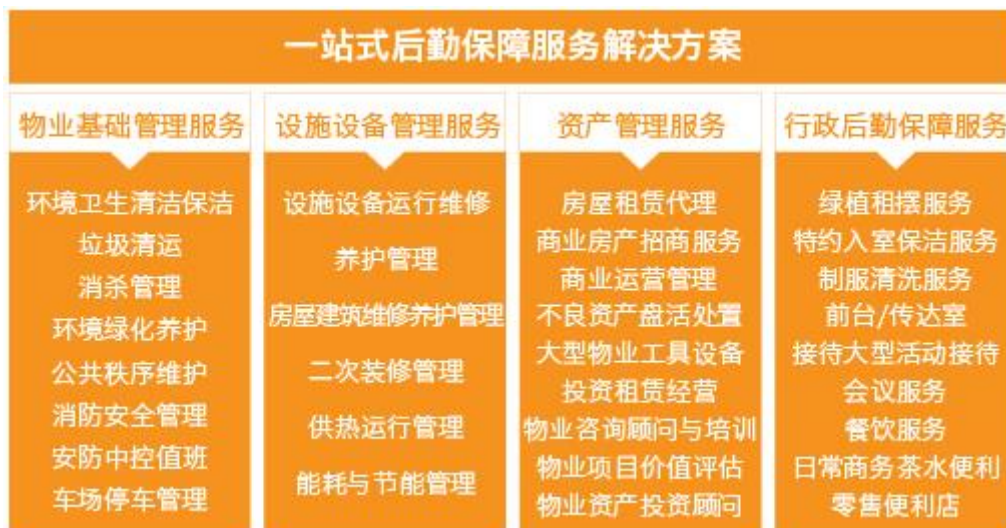 一站式后勤保障服务解决方案
物业基础管理服务
环境卫生清洁保洁
垃圾清运
消杀管理
环境绿化养护
公共秩序维护
消防安全管理
安防中控值班
车场停车管理
设施设备管理服务
设施设备运行维修
养护管理
房屋建筑维修养护管理
二次装修管理
供热运行管理
能耗与节能管理
资产管理服务
房屋租赁代理
商业房产招商服务
商业运营管理
不良资产盘活处置
大型物业工具设备
投资租赁经营
物业咨询顾问与培训
物业项目价值评估
物业资产投资顾问
行政后勤保障服务
绿植租摆服务
特约入室保洁服务
制服清洗服务
前台/传达室
接待大型活动接待
会议服务
餐饮服务
日常商务茶水便利
零售便利店